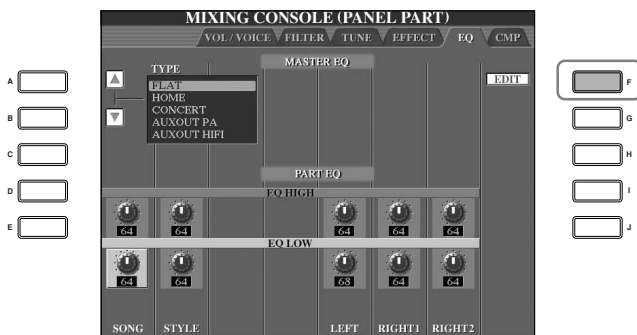 MIXING CONSOLE (PANEL PART)
VOL / VOICE FILTER TUNE EFFECT EQ CMP
MASTER EQ
TYPE
EDIT
FLAT
HOME
CONCERT
AUXOUT PA
AUXOUT HIFI
A
B
C
D
E
F
G
H
I
J
PART EQ
EQ HIGH
64 64 64 64 64
EQ LOW
64 64 68 64 64
SONG STYLE LEFT RIGHT1 RIGHT2